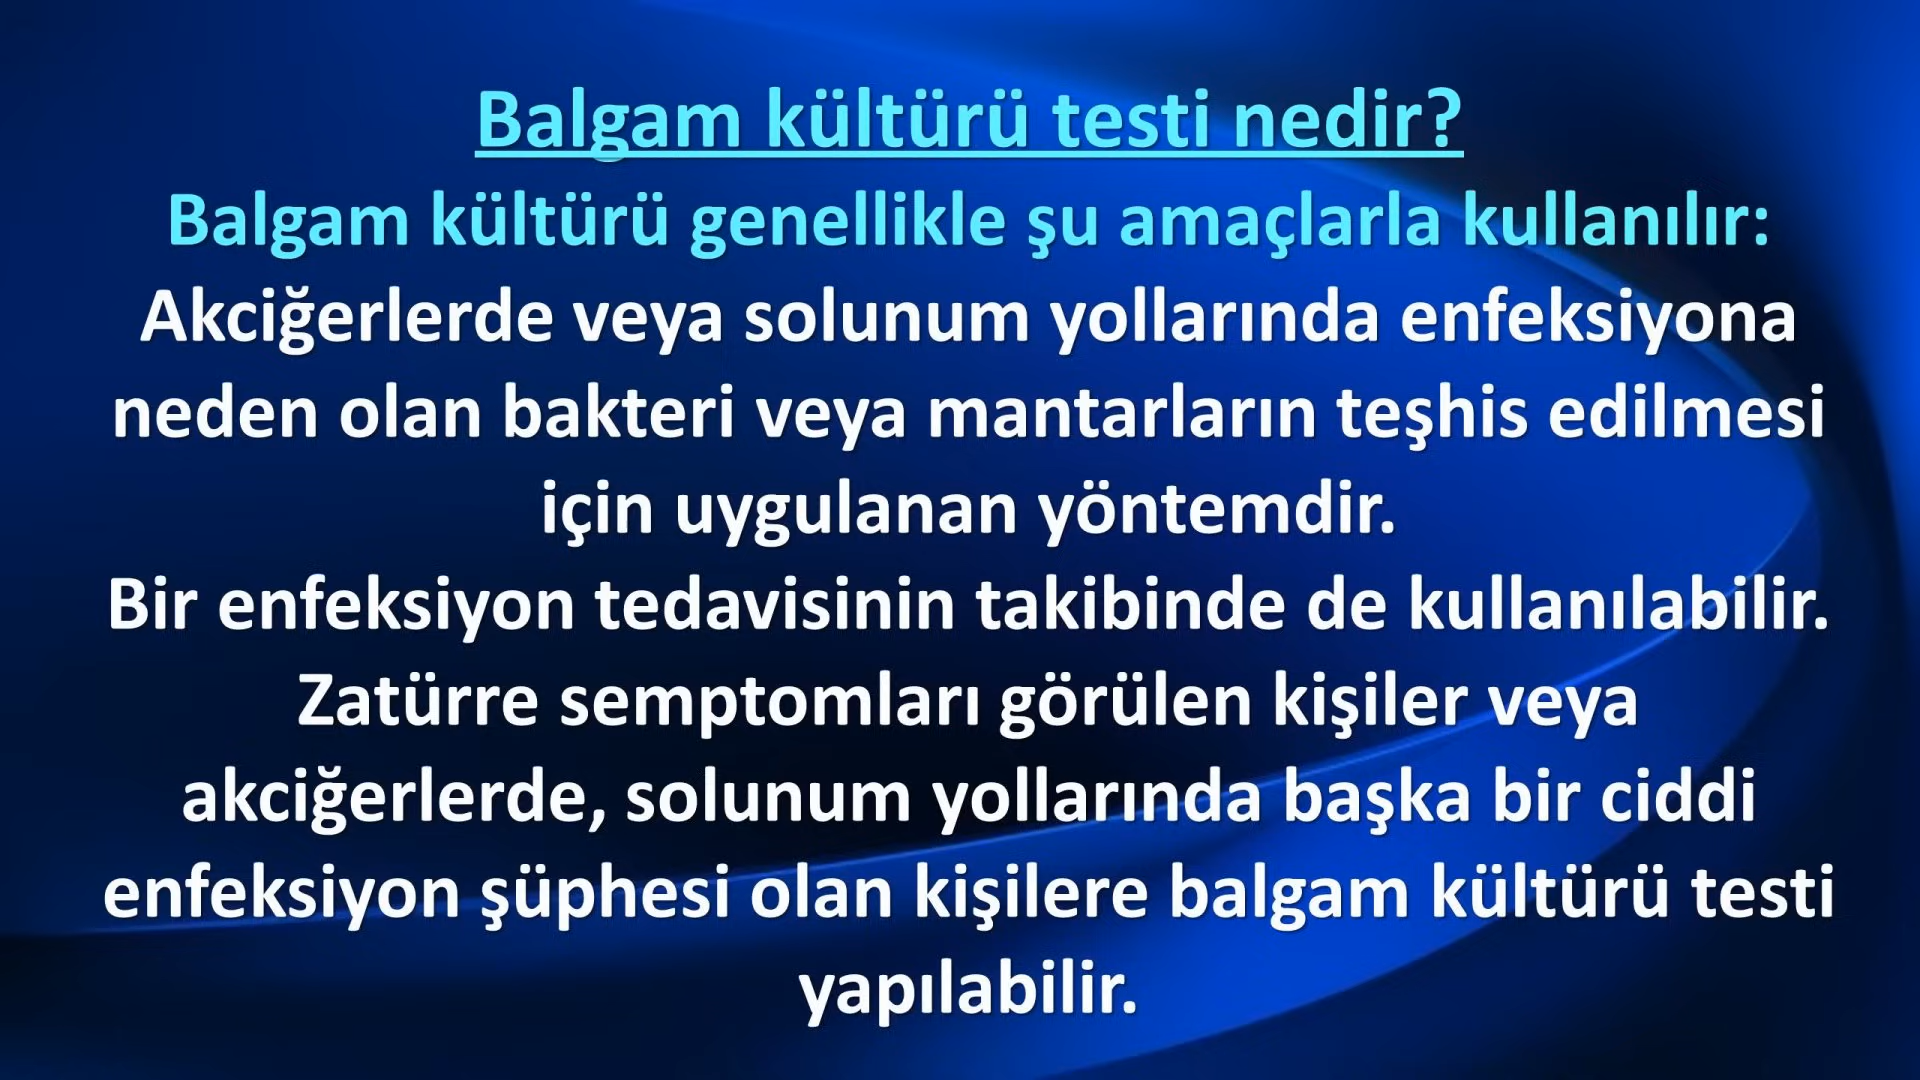 Balgam kültürü testi nedir?
Balgam kültürü genellikle şu amaçlarla kullanılır:
Akciğerlerde veya solunum yollarında enfeksiyona
neden olan bakteri veya mantarların teşhis edilmesi
için uygulanan yöntemdir.
Bir enfeksiyon tedavisinin takibinde de kullanılabilir.
Zatürre semptomları görülen kişiler veya
akciğerlerde, solunum yollarında başka bir ciddi
enfeksiyon şüphesi olan kişilere balgam kültürü testi
yapılabilir.